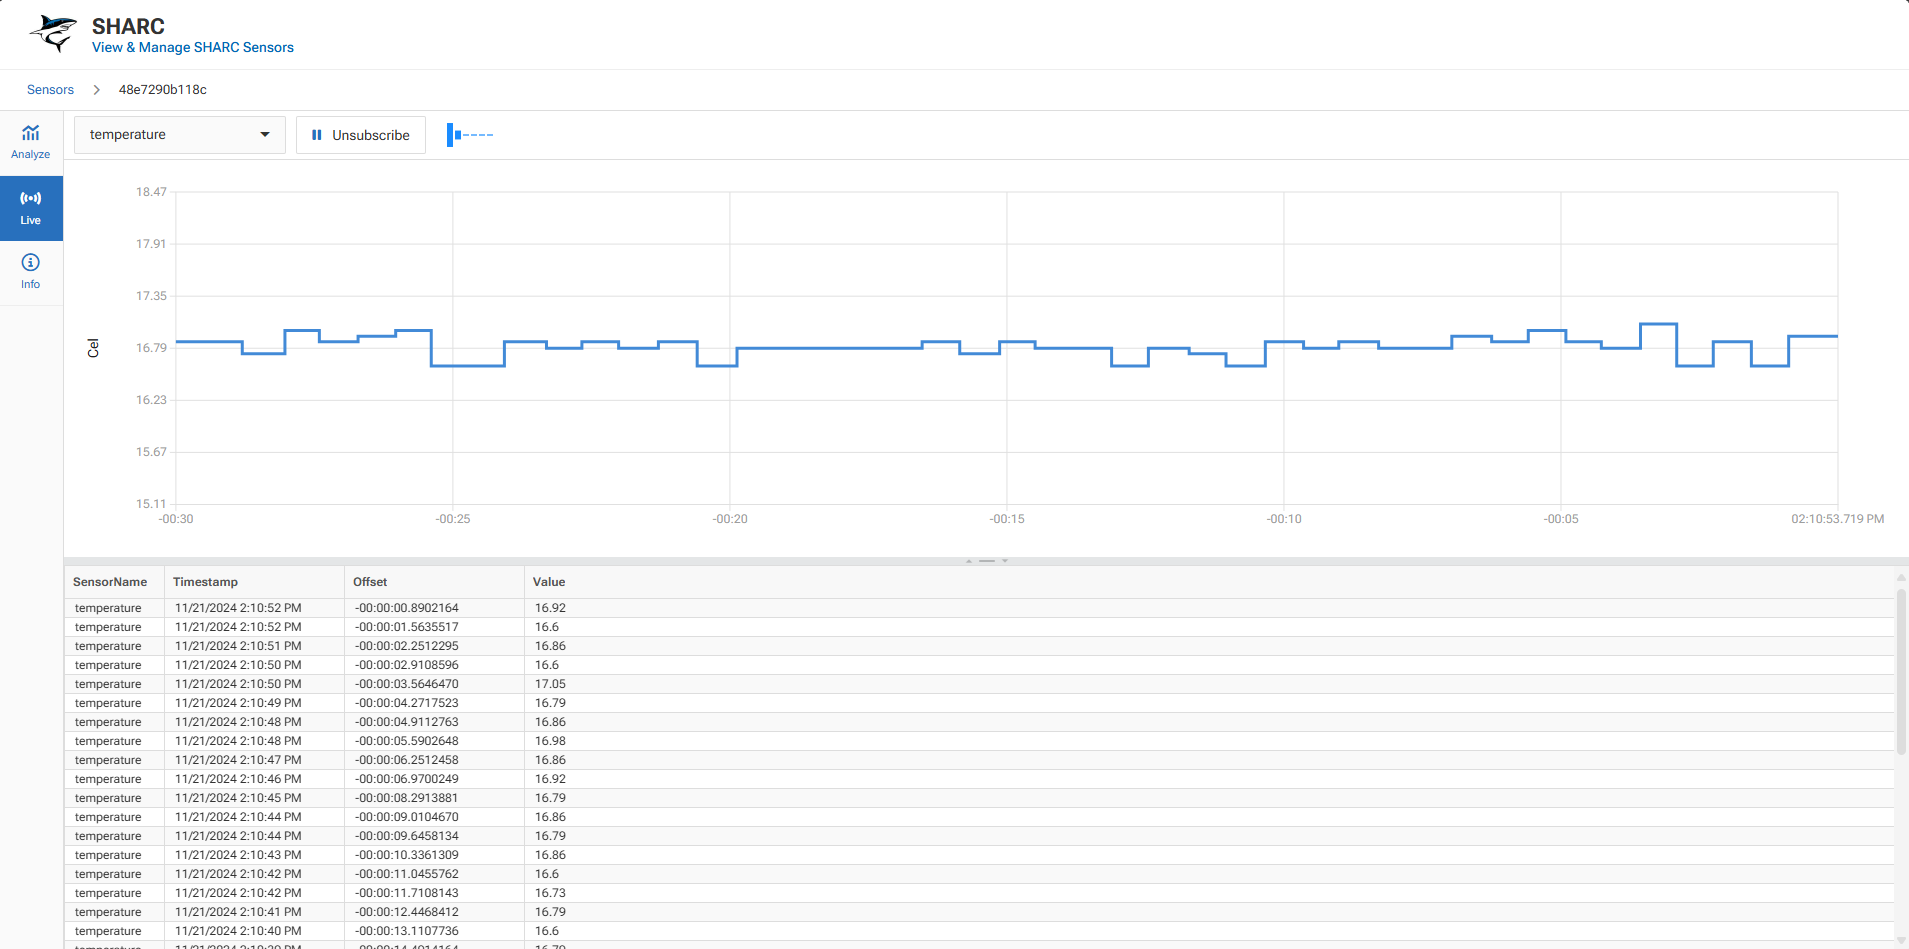 SHARC
View & Manage SHARC Sensors
Sensors 48e7290b118c
Analyze
Live
Info
temperature Unsubscribe
18.47
17.91
17.35
16.79
16.23
15.67
15.11
Cel
-00:30 -00:25 -00:20 -00:15 -00:10 -00:05 02:10:53.719 PM
SensorName Timestamp Offset Value
temperature 11/21/2024 2:10:52 PM -00:00:00.8902164 16.92
temperature 11/21/2024 2:10:52 PM -00:00:01.5635517 16.6
temperature 11/21/2024 2:10:51 PM -00:00:02.2512295 16.86
temperature 11/21/2024 2:10:50 PM -00:00:02.9108596 16.6
temperature 11/21/2024 2:10:50 PM -00:00:03.5646470 17.05
temperature 11/21/2024 2:10:49 PM -00:00:04.2717523 16.79
temperature 11/21/2024 2:10:48 PM -00:00:04.9112763 16.86
temperature 11/21/2024 2:10:48 PM -00:00:05.5902648 16.98
temperature 11/21/2024 2:10:47 PM -00:00:06.2512458 16.86
temperature 11/21/2024 2:10:46 PM -00:00:06.9700249 16.92
temperature 11/21/2024 2:10:45 PM -00:00:08.2913881 16.79
temperature 11/21/2024 2:10:44 PM -00:00:09.0104670 16.86
temperature 11/21/2024 2:10:44 PM -00:00:09.6458134 16.79
temperature 11/21/2024 2:10:43 PM -00:00:10.3361309 16.86
temperature 11/21/2024 2:10:42 PM -00:00:11.0455762 16.6
temperature 11/21/2024 2:10:42 PM -00:00:11.7108143 16.73
temperature 11/21/2024 2:10:41 PM -00:00:12.4468412 16.79
temperature 11/21/2024 2:10:40 PM -00:00:13.1107736 16.6